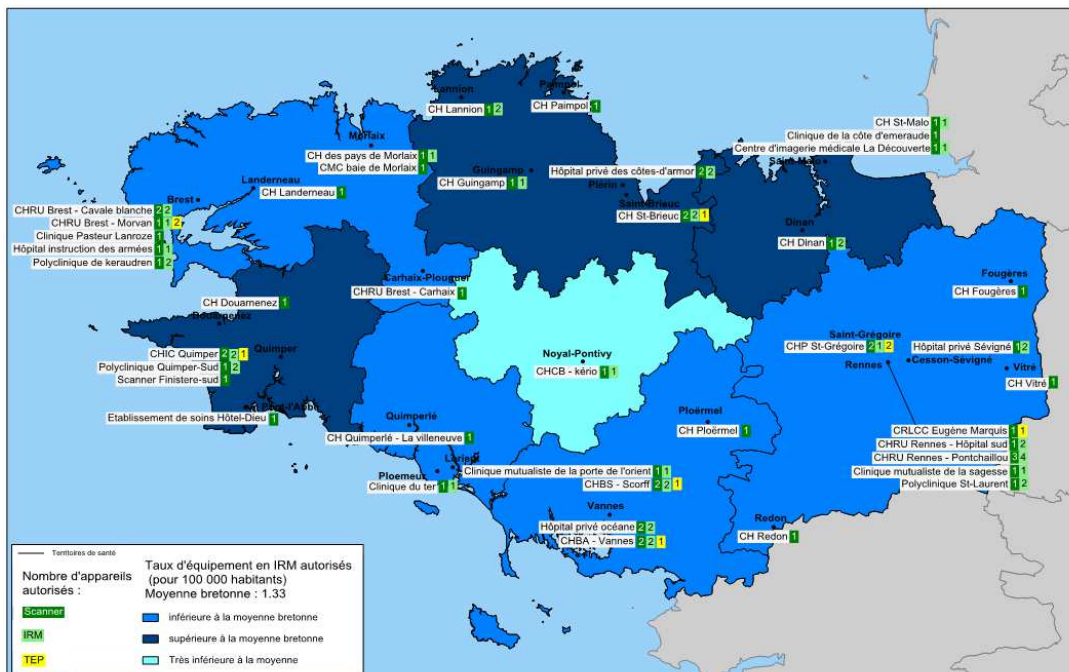 Lannion
CH Lannion 1 2
Paimpol
CH Paimpol 1
CH St-Malo 1 1
Clinique de la côte d'emeraude 1
Centre d'imagerie médicale La Découverte 1 1
Saint-Malo
Morlaix
CH des pays de Morlaix 1 1
CMC baie de Morlaix 1
Guingamp
CH Guingamp 1 1
Hôpital privé des côtes-d'armor 2 2
Plérin
Saint-Brieuc
CH St-Brieuc 2 2 1
Landerneau
CH Landerneau 1
Brest
CHRU Brest - Cavale blanche 2 2
CHRU Brest - Morvan 1 1 2
Clinique Pasteur Lanroze 1
Hôpital instruction des armées 1 1
Polyclinique de keraudren 1 2
Dinan
CH Dinan 1 2
Carhaix-Plouguer
CHRU Brest - Carhaix 1
Fougères
CH Fougères 1
CH Douarnenez 1
Douarnenez
CHIC Quimper 2 2 1
Quimper
Polyclinique Quimper-Sud 1 2
Scanner Finistere-sud 1
Noyal-Pontivy
CHCB - kério 1 1
Saint-Grégoire
CHP St-Grégoire 2 1 2
Hôpital privé Sévigné 1 2
Cesson-Sévigné
Rennes
Vitré
CH Vitré 1
Etablissement de soins Hôtel-Dieu 1
Quimperlé
CH Quimperlé - La villeneuve 1
Ploërmel
CH Ploërmel 1
CRLCC Eugène Marquis 1 1
CHRU Rennes - Hôpital sud 1 2
CHRU Rennes - Pontchaillou 3 4
Clinique mutualiste de la sagesse 1 1
Polyclinique St-Laurent 1 2
Lorient
Clinique mutualiste de la porte de l'orient 1 1
Ploemeur
CHBS - Scorff 2 2 1
Clinique du ter 1 1
Vannes
Hôpital privé océane 2 2
CHBA - Vannes 2 2 1
Redon
CH Redon 1
Territoires de santé
Nombre d'appareils
autorisés :
Scanner
IRM
TEP
Taux d'équipement en IRM autorisés
(pour 100 000 habitants)
Moyenne bretonne : 1.33
inférieure à la moyenne bretonne
supérieure à la moyenne bretonne
Très inférieure à la moyenne